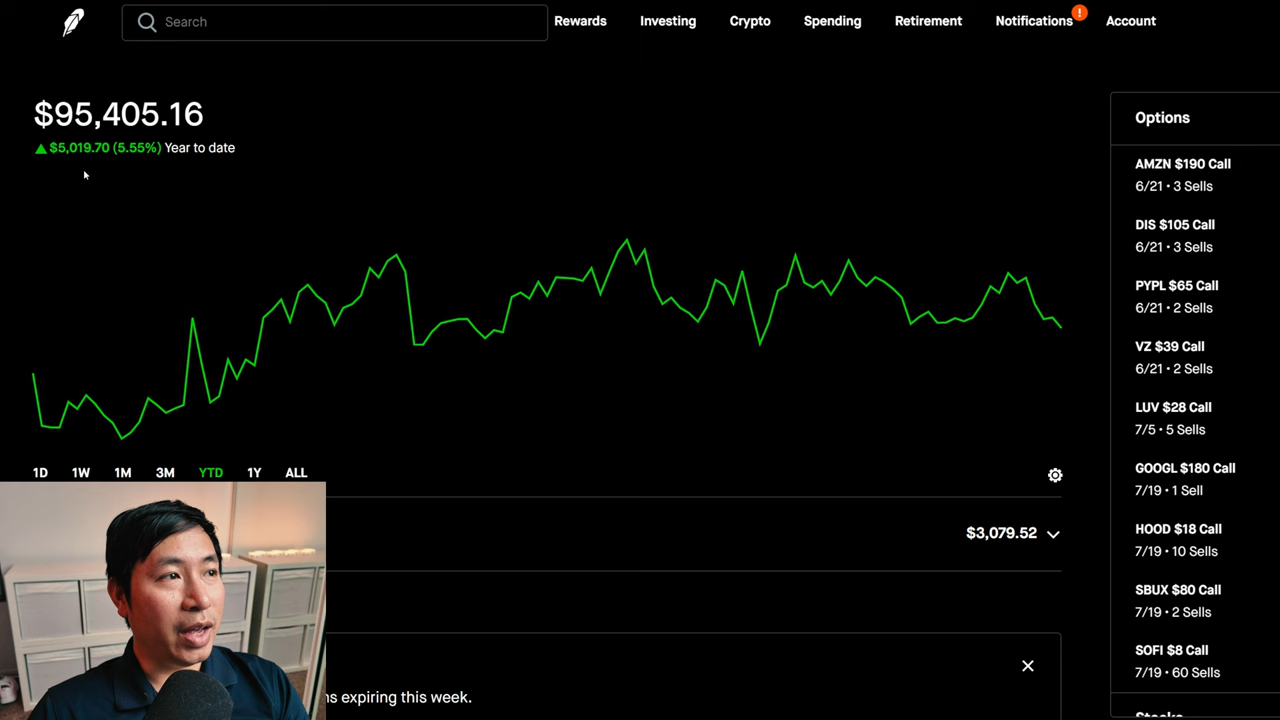 Search
Rewards
Investing
Crypto
Spending
Retirement
Notifications
!
Account
$95,405.16
$5,019.70 (5.55%) Year to date
1D
1W
1M
3M
YTD
1Y
ALL
$3,079.52
expiring this week.
Options
AMZN $190 Call
6/21 • 3 Sells
DIS $105 Call
6/21 • 3 Sells
PYPL $65 Call
6/21 • 2 Sells
VZ $39 Call
6/21 • 2 Sells
LUV $28 Call
7/5 • 5 Sells
GOOGL $180 Call
7/19 • 1 Sell
HOOD $18 Call
7/19 • 10 Sells
SBUX $80 Call
7/19 • 2 Sells
SOFI $8 Call
7/19 • 60 Sells